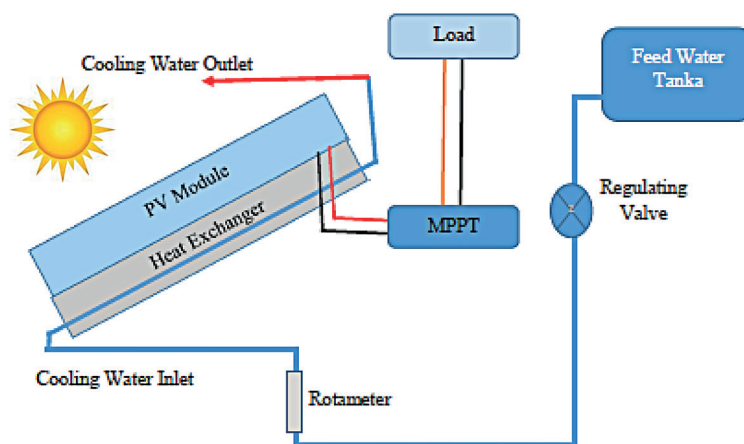 Load
Feed Water
Tanka
Cooling Water Outlet
PV Module
Heat Exchanger
MPPT
Regulating
Valve
Cooling Water Inlet
Rotameter